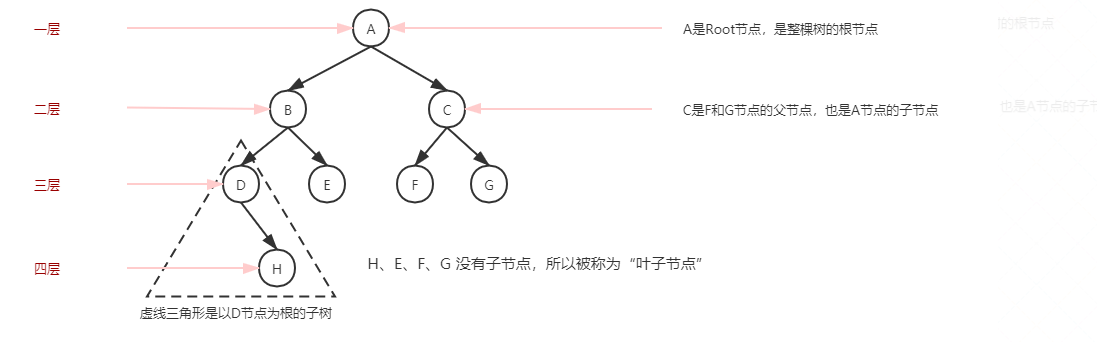 一层
A
A是Root节点，是整棵树的根节点
的根节点
二层
B
C
C是F和G节点的父节点，也是A节点的子节点
也是A节点的子节
三层
D
E
F
G
四层
H
H、E、F、G 没有子节点，所以被称为“叶子节点”
虚线三角形是以D节点为根的子树